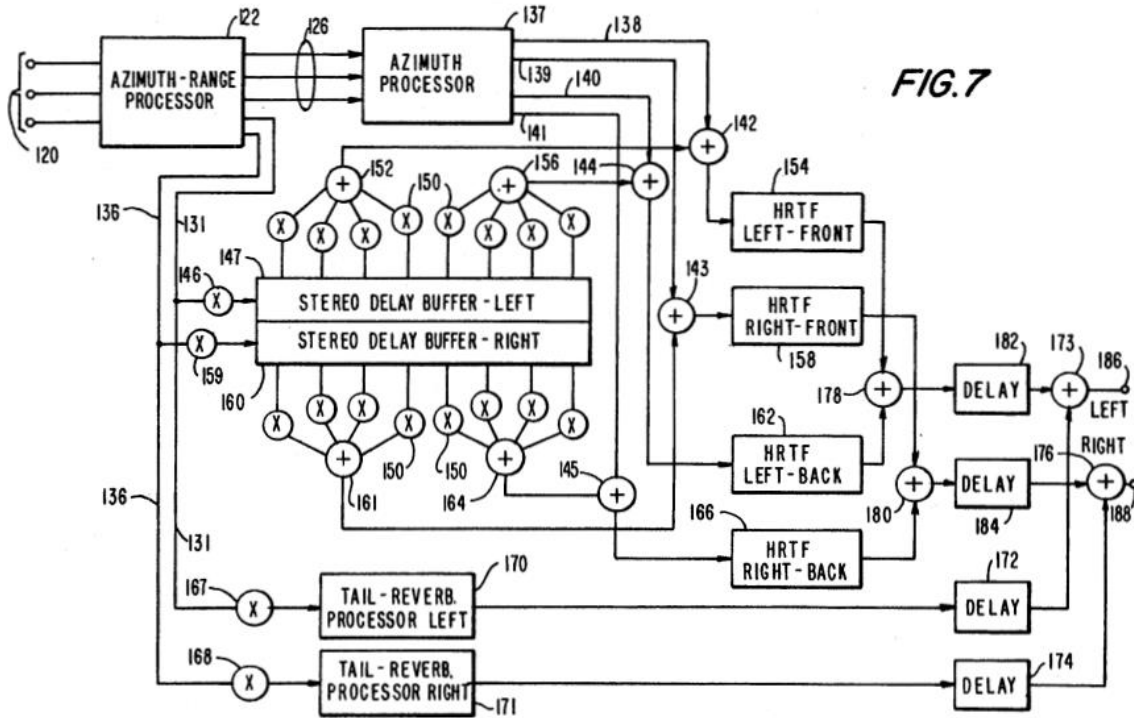 122
126
137
138
AZIMUTH-RANGE
PROCESSOR
AZIMUTH
PROCESSOR
139
140
141
FIG.7
120
142
152
156
144
150
154
HRTF
LEFT-FRONT
136
131
147
146
X
X
X
X
X
X
X
X
X
+
+
+
+
STEREO DELAY BUFFER-LEFT
STEREO DELAY BUFFER-RIGHT
143
+
HRTF
RIGHT-FRONT
158
159
X
160
182
173
186
178
+
DELAY
+
LEFT
X
X
X
X
X
X
X
X
150
150
161
+
164
+
145
+
162
HRTF
LEFT-BACK
176
RIGHT
136
180
+
DELAY
184
+
188
131
166
HRTF
RIGHT-BACK
167
X
170
TAIL-REVERB.
PROCESSOR LEFT
172
DELAY
168
X
TAIL-REVERB.
PROCESSOR RIGHT
171
DELAY
174